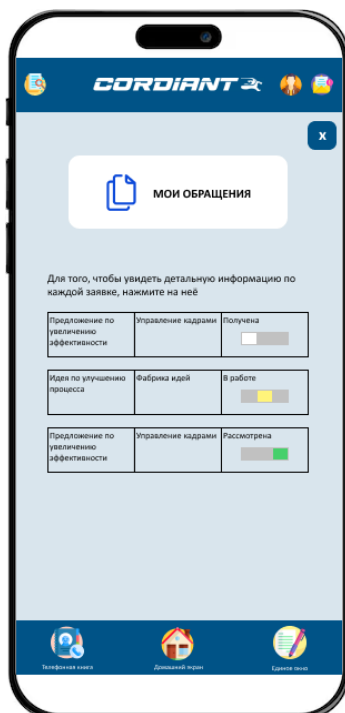 CORDIANT
X
МОИ ОБРАЩЕНИЯ
Для того, чтобы увидеть детальную информацию по
каждой заявке, нажмите на неё
Предложение по
увеличению
эффективности
Управление кадрами
Получена
Идея по улучшению
процесса
Фабрика идей
В работе
Предложение по
увеличению
эффективности
Управление кадрами
Рассмотрена
Телефонная книга
Домашний экран
Единое окно